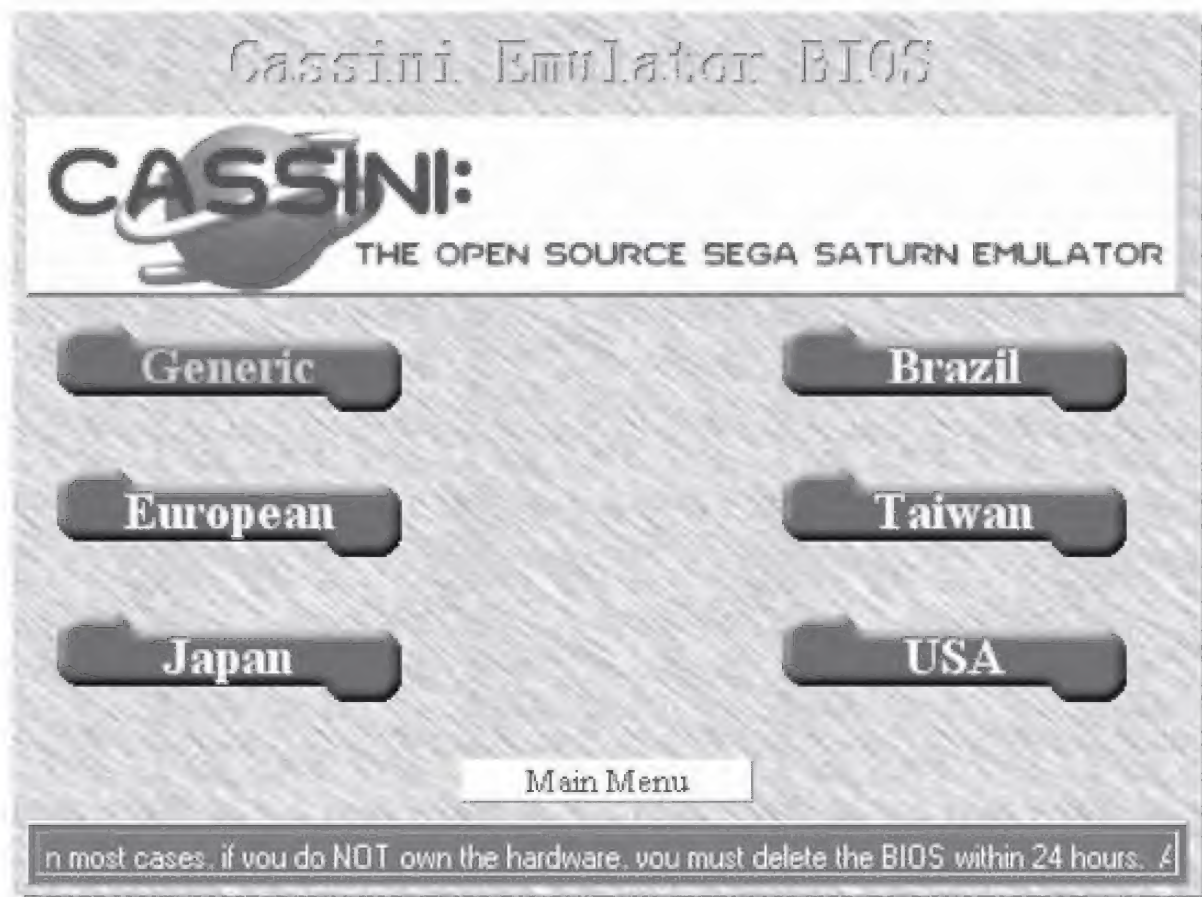 Cassini Emulator BIOS
CASSINI:
THE OPEN SOURCE SEGA SATURN EMULATOR
Generic
Brazil
European
Taiwan
Japan
USA
Main Menu
n most cases, if you do NOT own the hardware, you must delete the BIOS within 24 hours. A